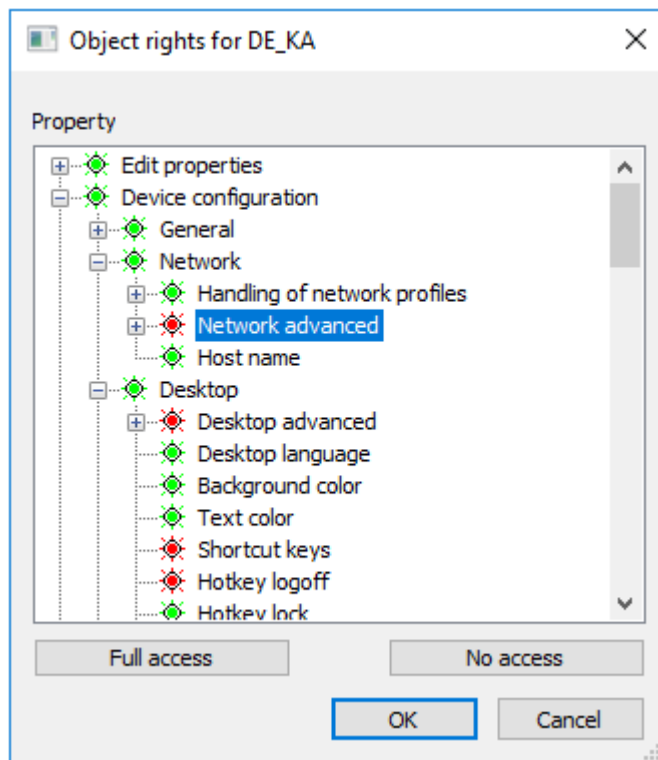 Object rights for DE_KA
Property
Edit properties
Device configuration
General
Network
Handling of network profiles
Network advanced
Host name
Desktop
Desktop advanced
Desktop language
Background color
Text color
Shortcut keys
Hotkey logoff
Hotkey lock
Full access No access
OK Cancel